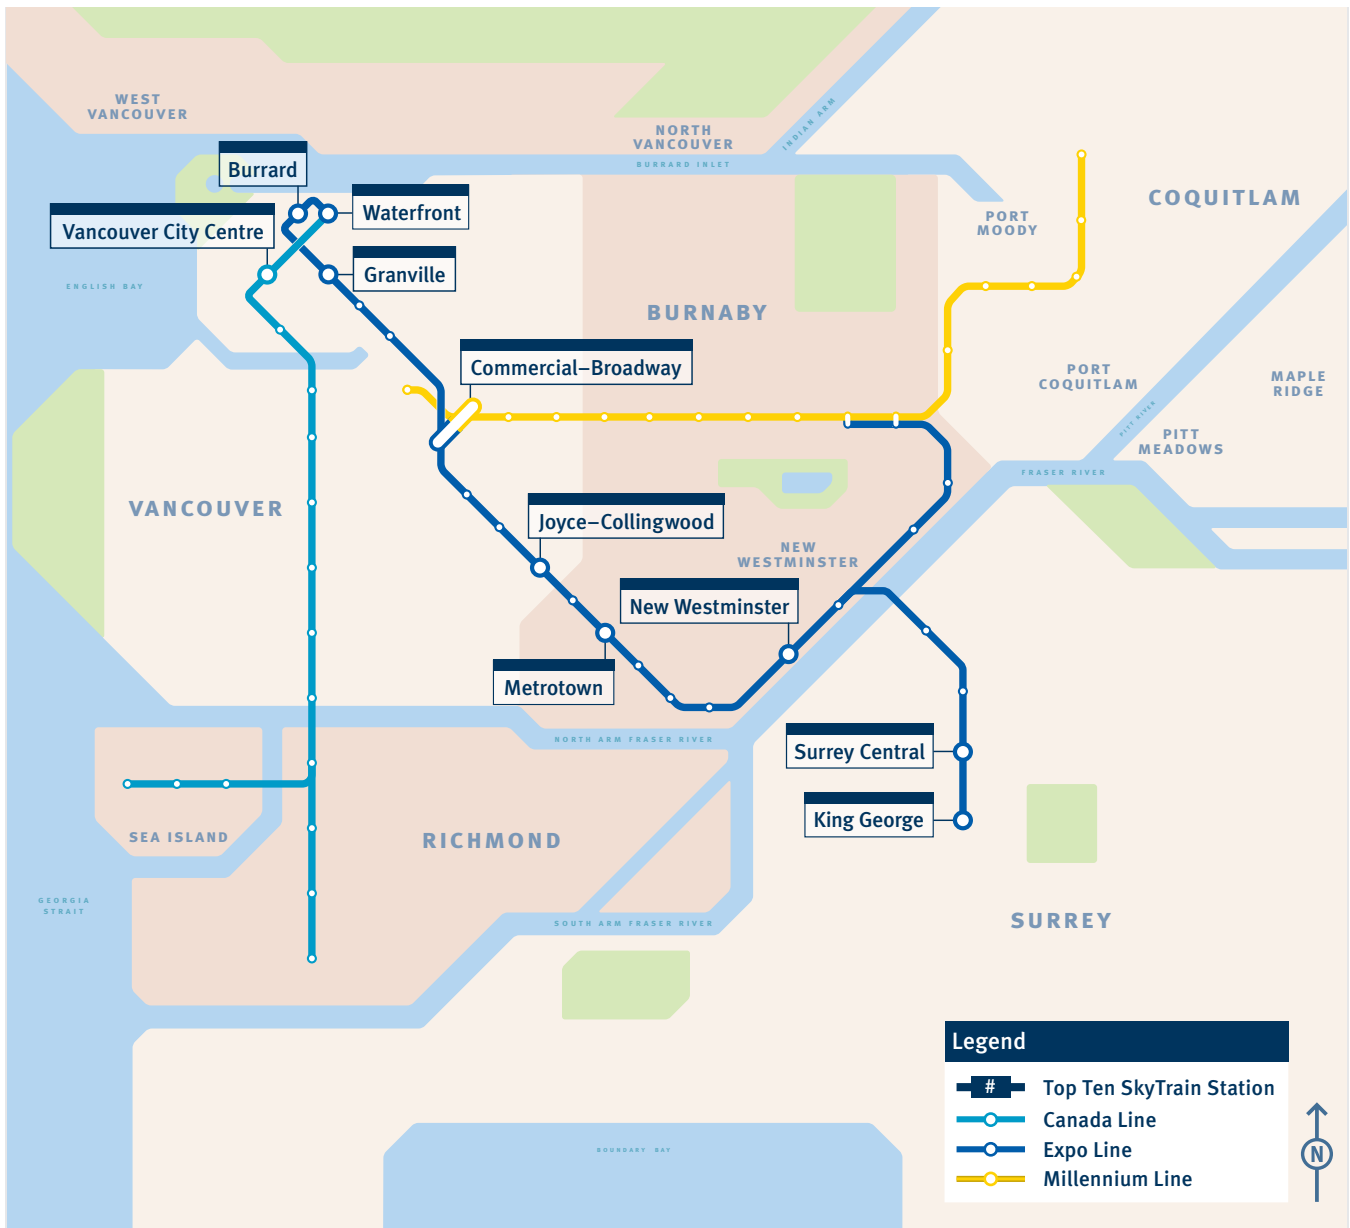 WEST
VANCOUVER
NORTH
VANCOUVER
INDIAN ARM
BURRARD INLET
Burrard
Waterfront
Vancouver City Centre
Granville
ENGLISH BAY
PORT
MOODY
COQUITLAM
BURNABY
Commercial–Broadway
PORT
COQUITLAM
MAPLE
RIDGE
PITT RIVER
PITT
MEADOWS
FRASER RIVER
VANCOUVER
Joyce–Collingwood
NEW
WESTMINSTER
New Westminster
Metrotown
NORTH ARM FRASER RIVER
Surrey Central
King George
SEA ISLAND
RICHMOND
GEORGIA
STRAIT
SOUTH ARM FRASER RIVER
SURREY
BOUNDARY BAY
Legend
# Top Ten SkyTrain Station
Canada Line
Expo Line
Millennium Line
N